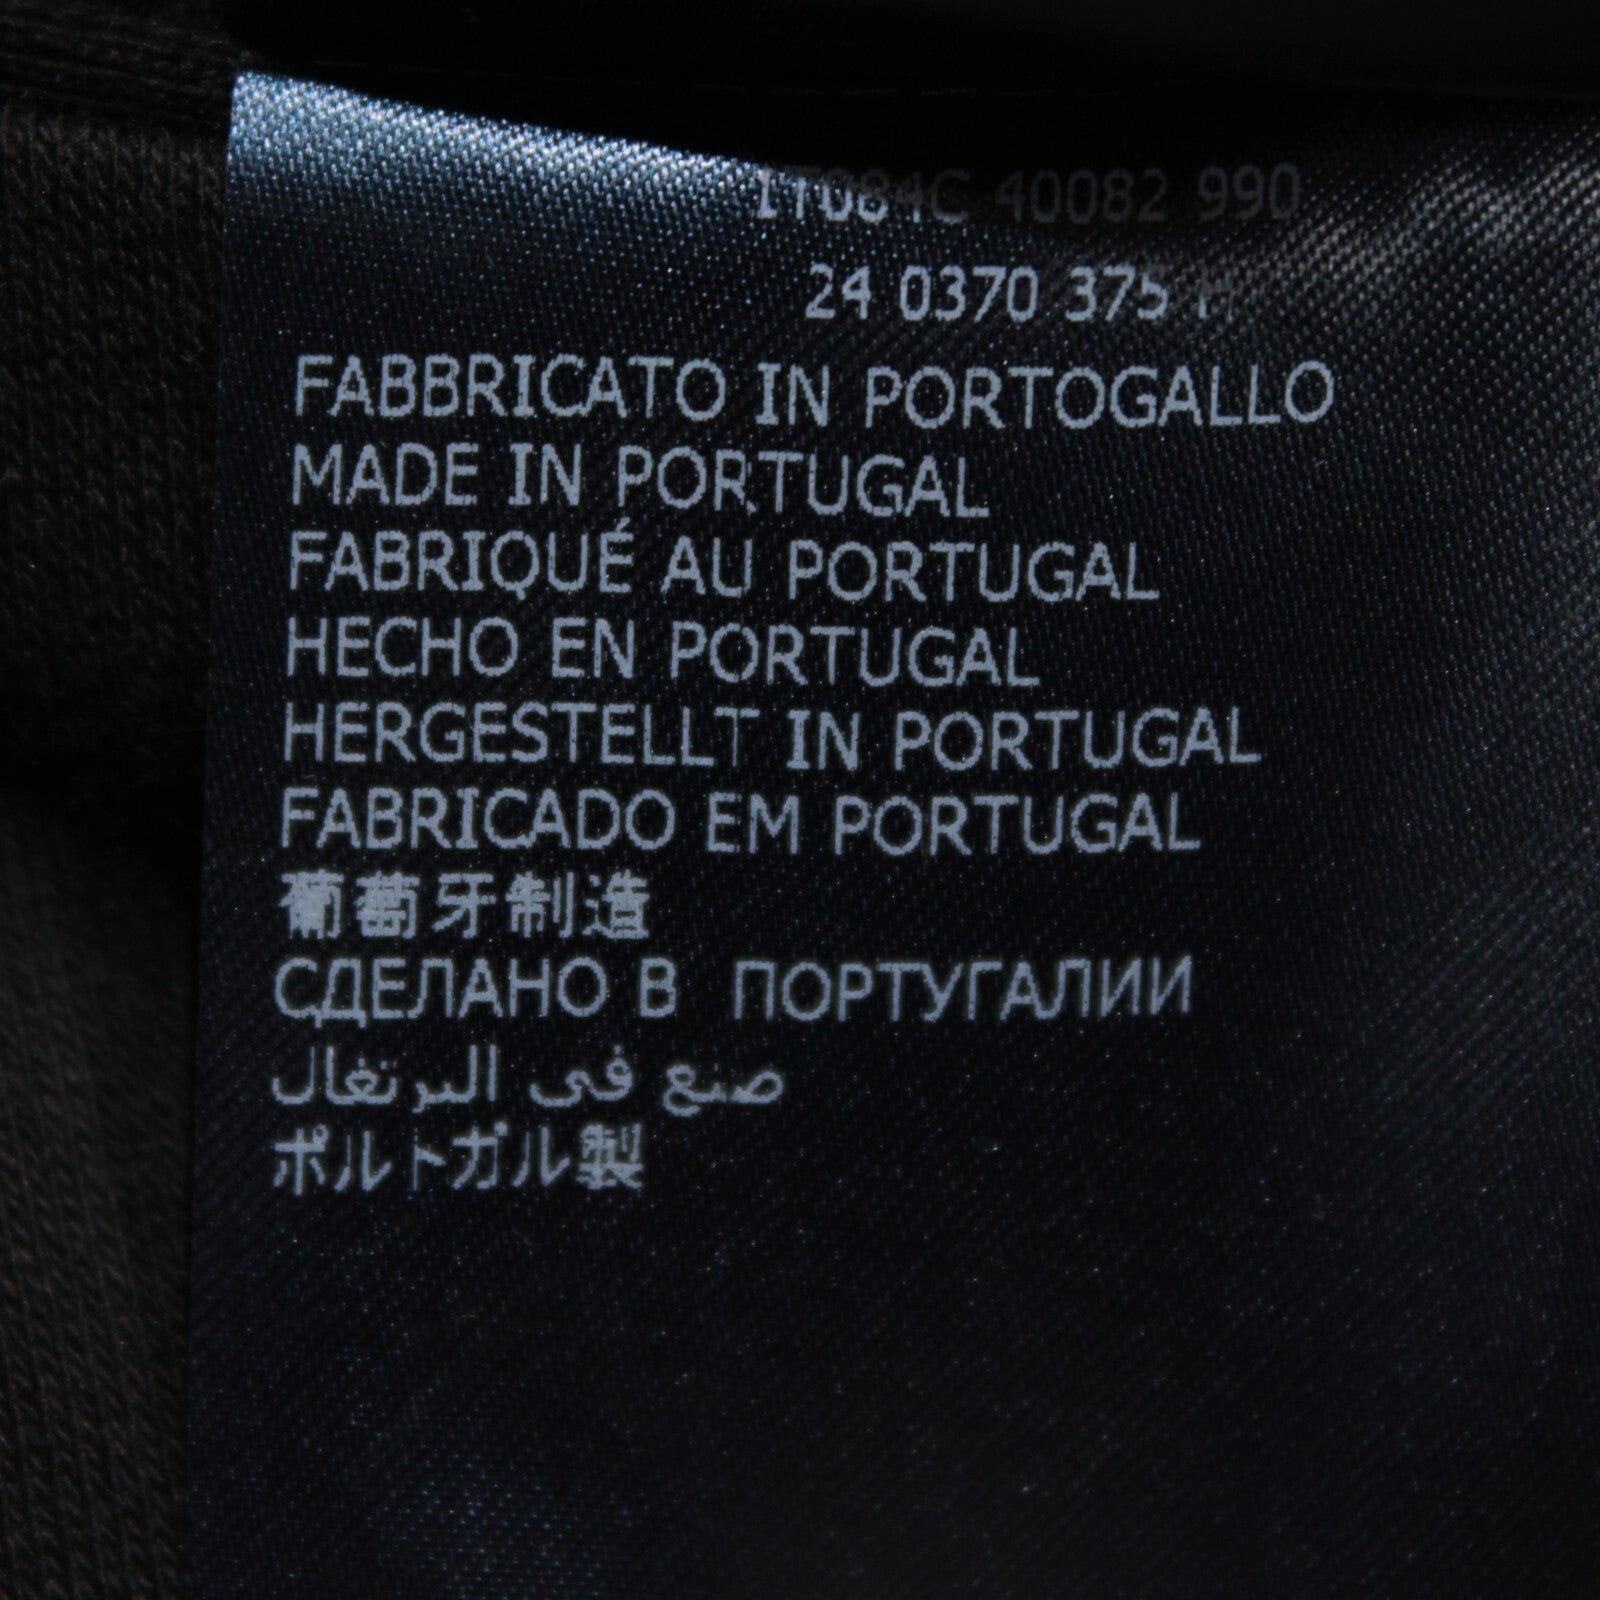 1T084C 40082 990
24 0370 375 M
FABBRICATO IN PORTOGALLO
MADE IN PORTUGAL
FABRIQUÉ AU PORTUGAL
HECHO EN PORTUGAL
HERGESTELLT IN PORTUGAL
FABRICADO EM PORTUGAL
葡萄牙制造
СДЕЛАНО В ПОРТУГАЛИИ
صنع فى البرتغال
ポルトガル製